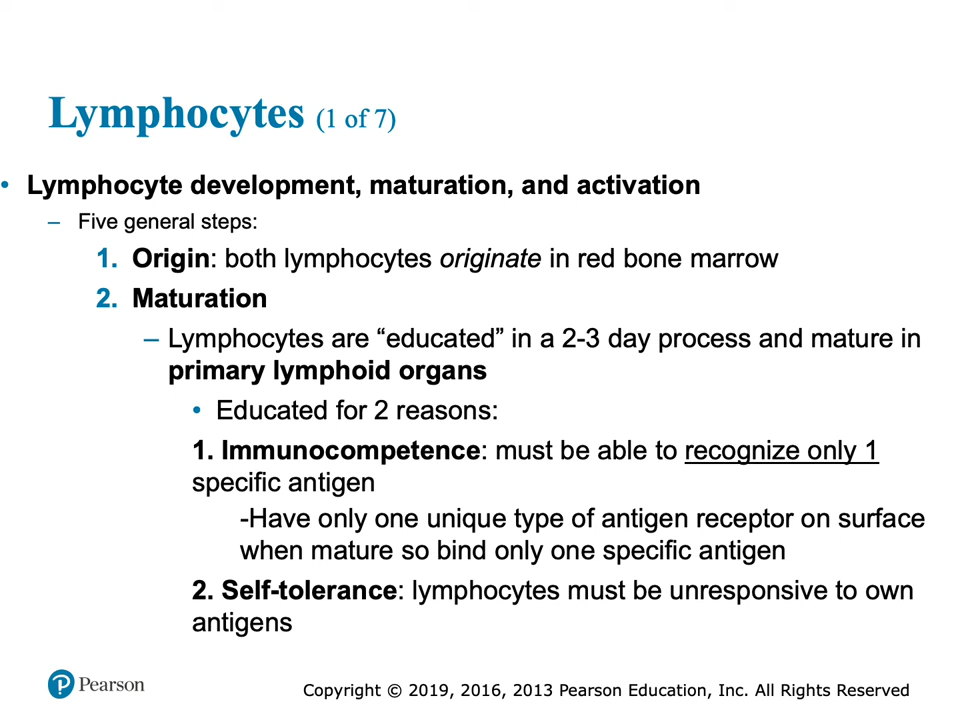 Lymphocytes (1 of 7)
• Lymphocyte development, maturation, and activation
– Five general steps:
1. Origin: both lymphocytes originate in red bone marrow
2. Maturation
– Lymphocytes are “educated” in a 2-3 day process and mature in
primary lymphoid organs
• Educated for 2 reasons:
1. Immunocompetence: must be able to recognize only 1
specific antigen
-Have only one unique type of antigen receptor on surface
when mature so bind only one specific antigen
2. Self-tolerance: lymphocytes must be unresponsive to own
antigens
P Pearson
Copyright © 2019, 2016, 2013 Pearson Education, Inc. All Rights Reserved